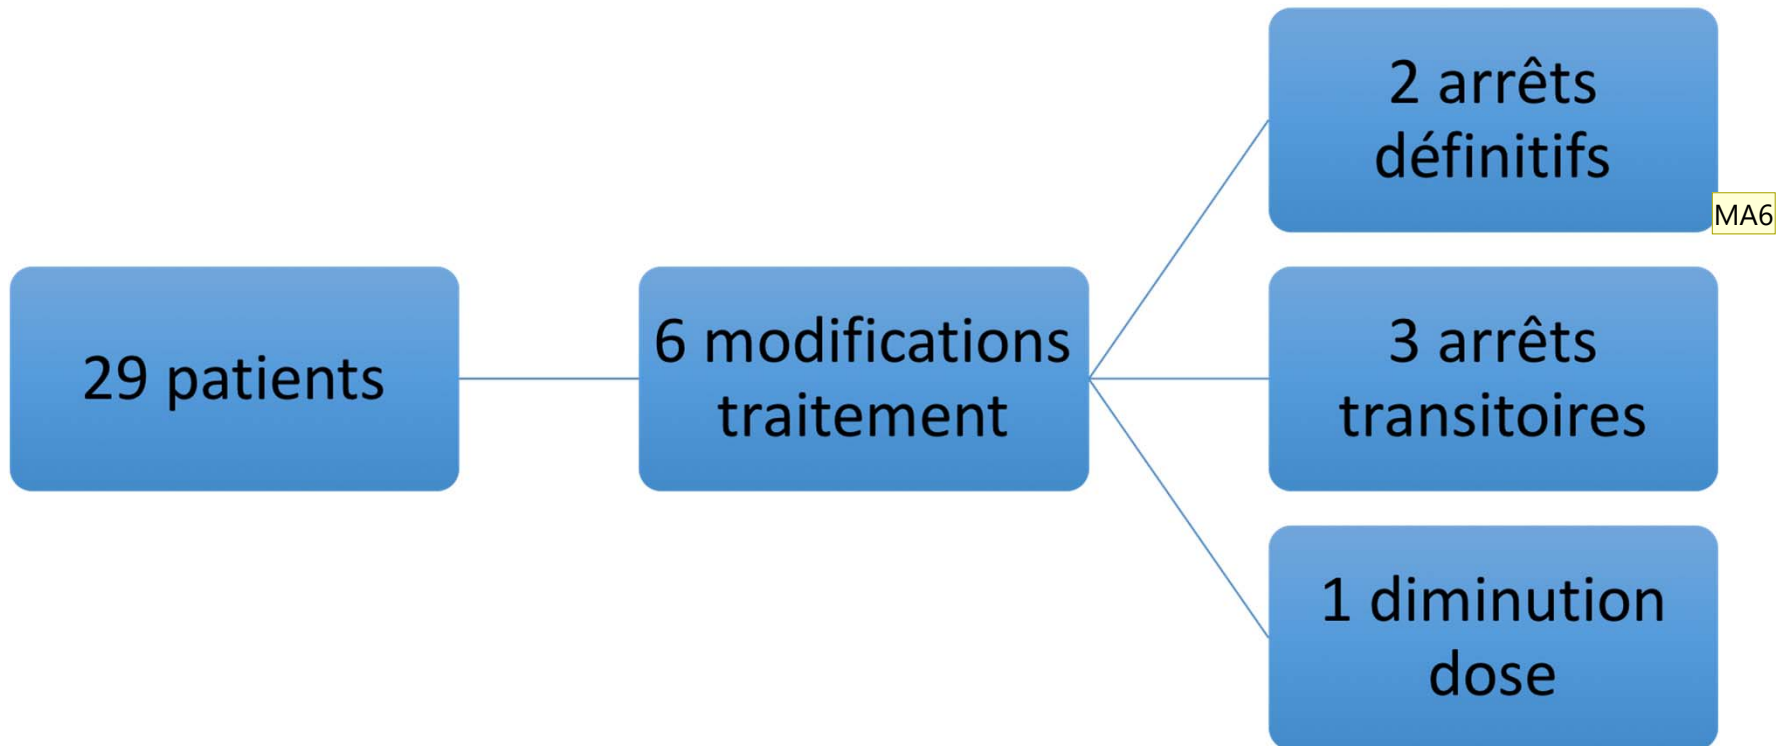 29 patients
6 modifications
traitement
2 arrêts
définitifs
MA6
3 arrêts
transitoires
1 diminution
dose